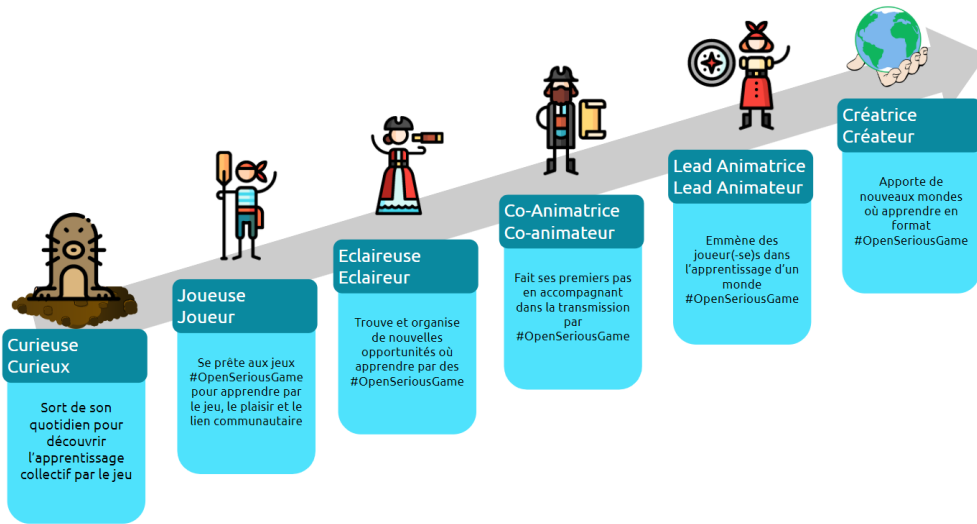 Curieuse
Curieux
Sort de son
quotidien pour
découvrir
l'apprentissage
collectif par le jeu
Joueuse
Joueur
Se prête aux jeux
#OpenSeriousGame
pour apprendre par
le jeu, le plaisir et le
lien communautaire
Eclaireuse
Eclaireur
Trouve et organise
de nouvelles
opportunités où
apprendre par des
#OpenSeriousGame
Co-Animatrice
Co-animateur
Fait ses premiers pas
en accompagnant
dans la transmission
par
#OpenSeriousGame
Lead Animatrice
Lead Animateur
Emmène des
joueur(-se)s dans
l'apprentissage d'un
monde
#OpenSeriousGame
Créatrice
Créateur
Apporte de
nouveaux mondes
où apprendre en
format
#OpenSeriousGame